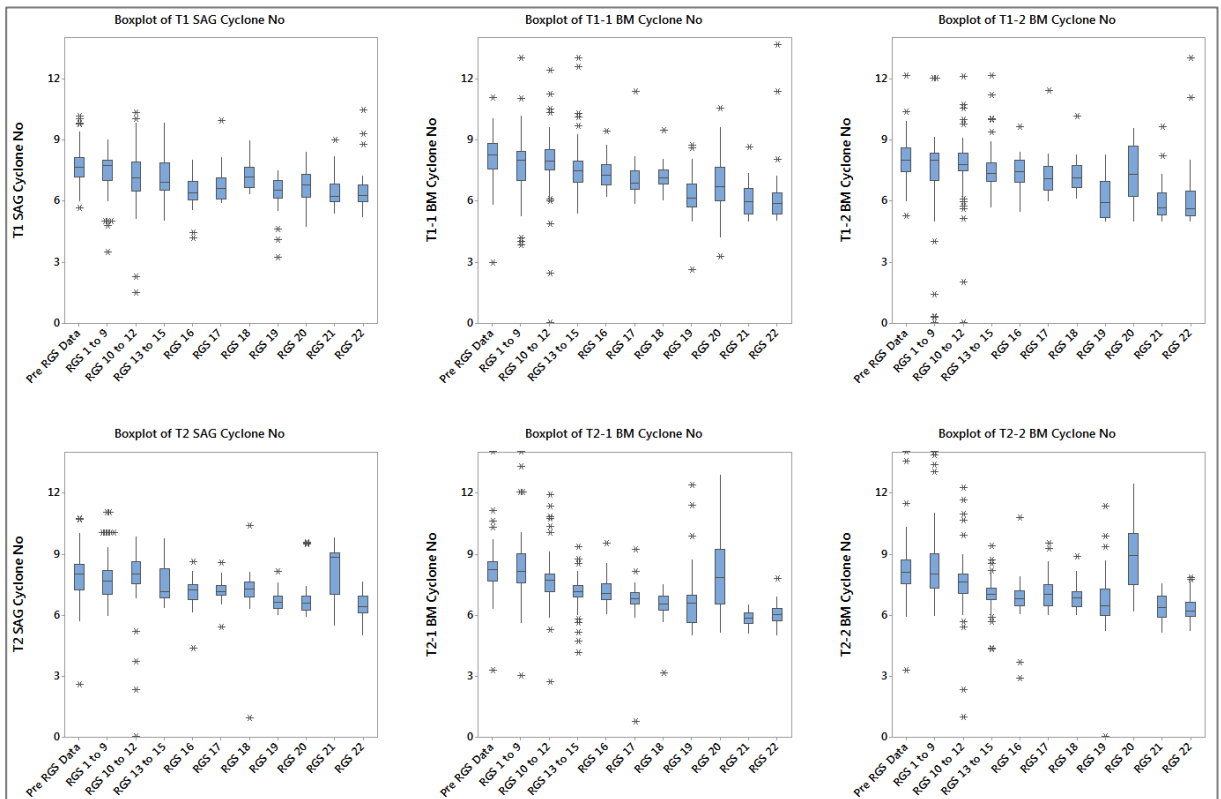 Boxplot of T1 SAG Cyclone No
T1 SAG Cyclone No
12
9
6
3
0
Pre RGS Data
RGS 1 to 9
RGS 10 to 12
RGS 13 to 15
RGS 16
RGS 17
RGS 18
RGS 19
RGS 20
RGS 21
RGS 22
Boxplot of T1-1 BM Cyclone No
T1-1 BM Cyclone No
12
9
6
3
0
Pre RGS Data
RGS 1 to 9
RGS 10 to 12
RGS 13 to 15
RGS 16
RGS 17
RGS 18
RGS 19
RGS 20
RGS 21
RGS 22
Boxplot of T1-2 BM Cyclone No
T1-2 BM Cyclone No
12
9
6
3
0
Pre RGS Data
RGS 1 to 9
RGS 10 to 12
RGS 13 to 15
RGS 16
RGS 17
RGS 18
RGS 19
RGS 20
RGS 21
RGS 22
Boxplot of T2 SAG Cyclone No
T2 SAG Cyclone No
12
9
6
3
0
Pre RGS Data
RGS 1 to 9
RGS 10 to 12
RGS 13 to 15
RGS 16
RGS 17
RGS 18
RGS 19
RGS 20
RGS 21
RGS 22
Boxplot of T2-1 BM Cyclone No
T2-1 BM Cyclone No
12
9
6
3
0
Pre RGS Data
RGS 1 to 9
RGS 10 to 12
RGS 13 to 15
RGS 16
RGS 17
RGS 18
RGS 19
RGS 20
RGS 21
RGS 22
Boxplot of T2-2 BM Cyclone No
T2-2 BM Cyclone No
12
9
6
3
0
Pre RGS Data
RGS 1 to 9
RGS 10 to 12
RGS 13 to 15
RGS 16
RGS 17
RGS 18
RGS 19
RGS 20
RGS 21
RGS 22